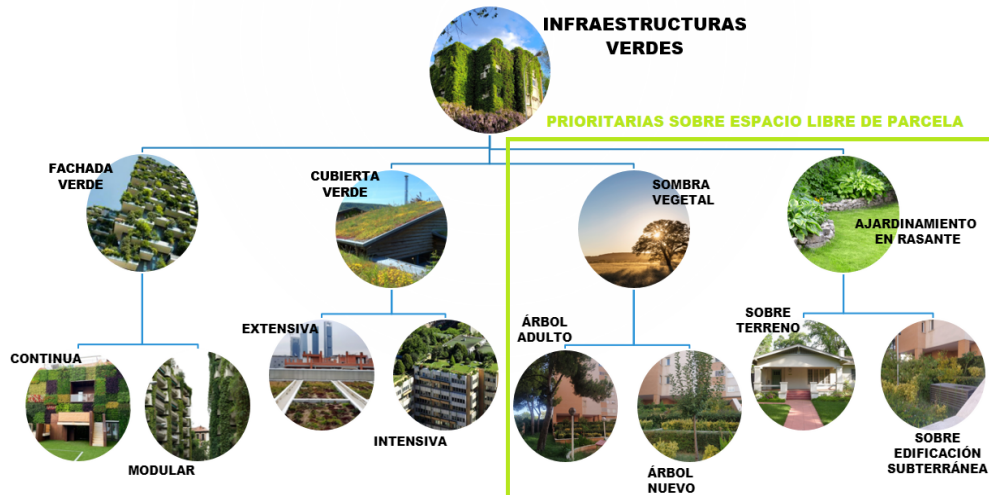 INFRAESTRUCTURAS
VERDES
PRIORITARIAS SOBRE ESPACIO LIBRE DE PARCELA
FACHADA
VERDE
CUBIERTA
VERDE
SOMBRA
VEGETAL
AJARDINAMIENTO
EN RASANTE
CONTINUA
MODULAR
EXTENSIVA
INTENSIVA
ÁRBOL
ADULTO
ÁRBOL
NUEVO
SOBRE
TERRENO
SOBRE
EDIFICACIÓN
SUBTERRÁNEA